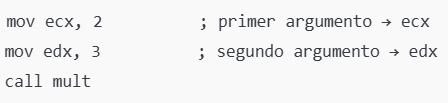 mov ecx, 2 ; primer argumento → ecx
mov edx, 3 ; segundo argumento → edx
call mult